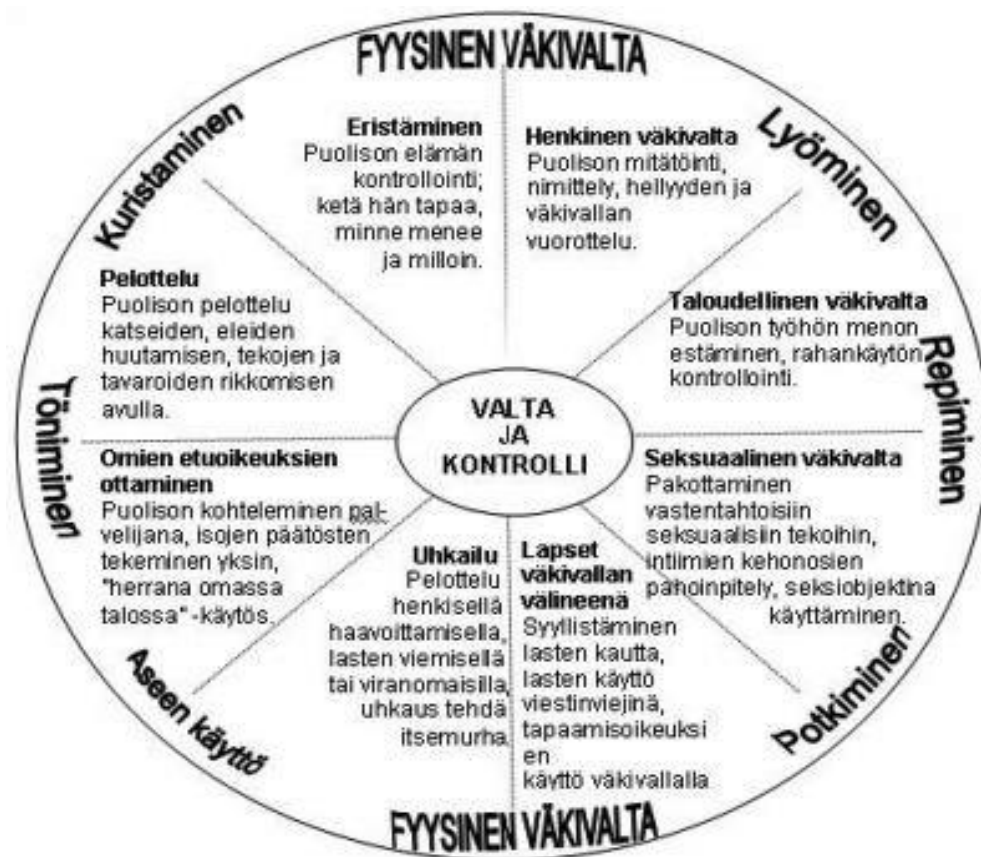 FYYSINEN VÄKIVALTA
Kuristaminen
Lyöminen
Eristäminen
Puolison elämän
kontrollointi;
ketä hän tapaa,
minne menee
ja milloin.
Henkinen väkivalta
Puolison mitätöinti,
nimittely, hellyyden ja
väkivallan
vuorottelu.
Pelottelu
Puolison pelottelu
katseiden, eleiden
huutamisen, tekojen ja
tavaroiden rikkomisen
avulla.
Taloudellinen väkivalta
Puolison työhön menon
estäminen, rahankäytön
kontrollointi.
Töniminen
Repiminen
VALTA
JA
KONTROLLI
Omien etuoikeuksien
ottaminen
Puolison kohteleminen pal-
velijana, isojen päätösten
tekeminen yksin,
"herrana omassa
talossa" -käytös.
Seksuaalinen väkivalta
Pakottaminen
vastentahtoisiin
seksuaalisiin tekoihin,
intiimien kehonosien
pahoinpitely, seksiobjektina
käyttäminen.
Uhkailu
Pelottelu
henkisellä
haavoittamisella,
lasten viemisellä
tai viranomaisilla,
uhkaus tehdä
itsemurha.
Lapset
väkivallan
välineenä
Syyllistäminen
lasten kautta,
lasten käyttö
viestinviejinä,
tapaamisoikeuksi
en
käyttö väkivallalla
Aseen käyttö
Potkiminen
FYYSINEN VÄKIVALTA